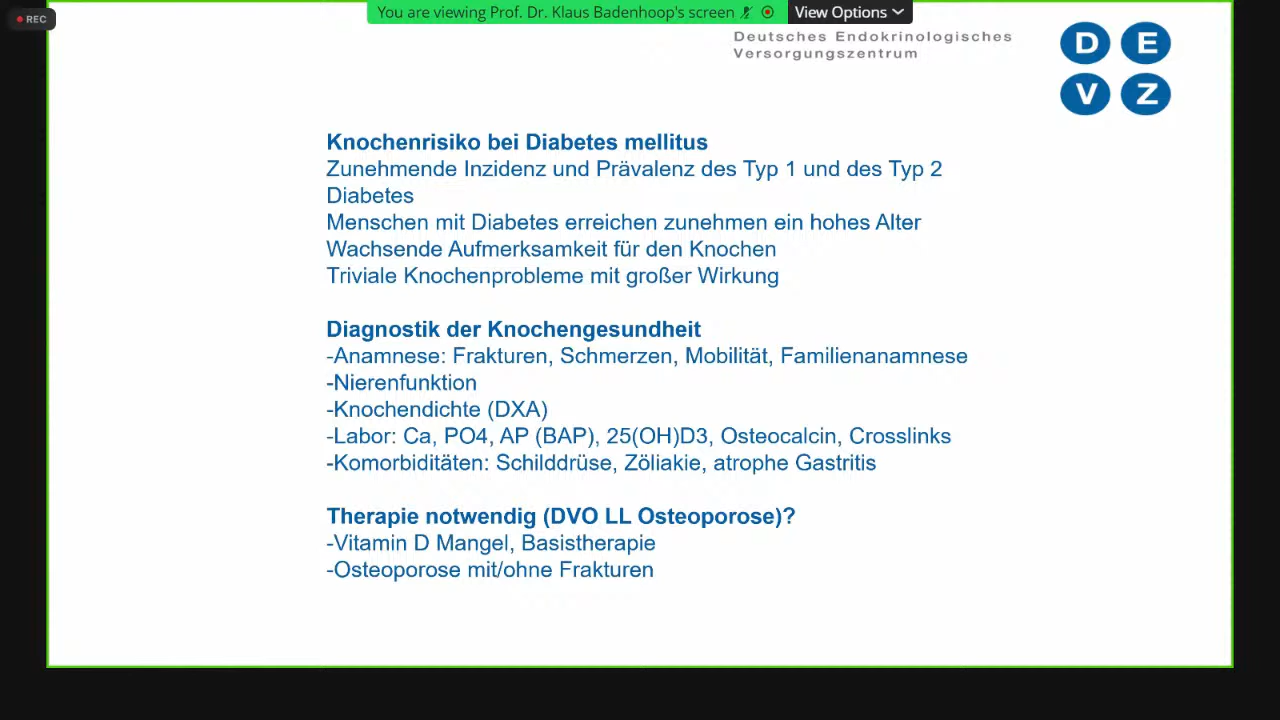 REC
You are viewing Prof. Dr. Klaus Badenhoop's screen
View Options
Deutsches Endokrinologisches
Versorgungszentrum
D E
V Z
Knochenrisiko bei Diabetes mellitus
Zunehmende Inzidenz und Prävalenz des Typ 1 und des Typ 2
Diabetes
Menschen mit Diabetes erreichen zunehmen ein hohes Alter
Wachsende Aufmerksamkeit für den Knochen
Triviale Knochenprobleme mit großer Wirkung
Diagnostik der Knochengesundheit
-Anamnese: Frakturen, Schmerzen, Mobilität, Familienanamnese
-Nierenfunktion
-Knochendichte (DXA)
-Labor: Ca, PO4, AP (BAP), 25(OH)D3, Osteocalcin, Crosslinks
-Komorbiditäten: Schilddrüse, Zöliakie, atrophe Gastritis
Therapie notwendig (DVO LL Osteoporose)?
-Vitamin D Mangel, Basistherapie
-Osteoporose mit/ohne Frakturen